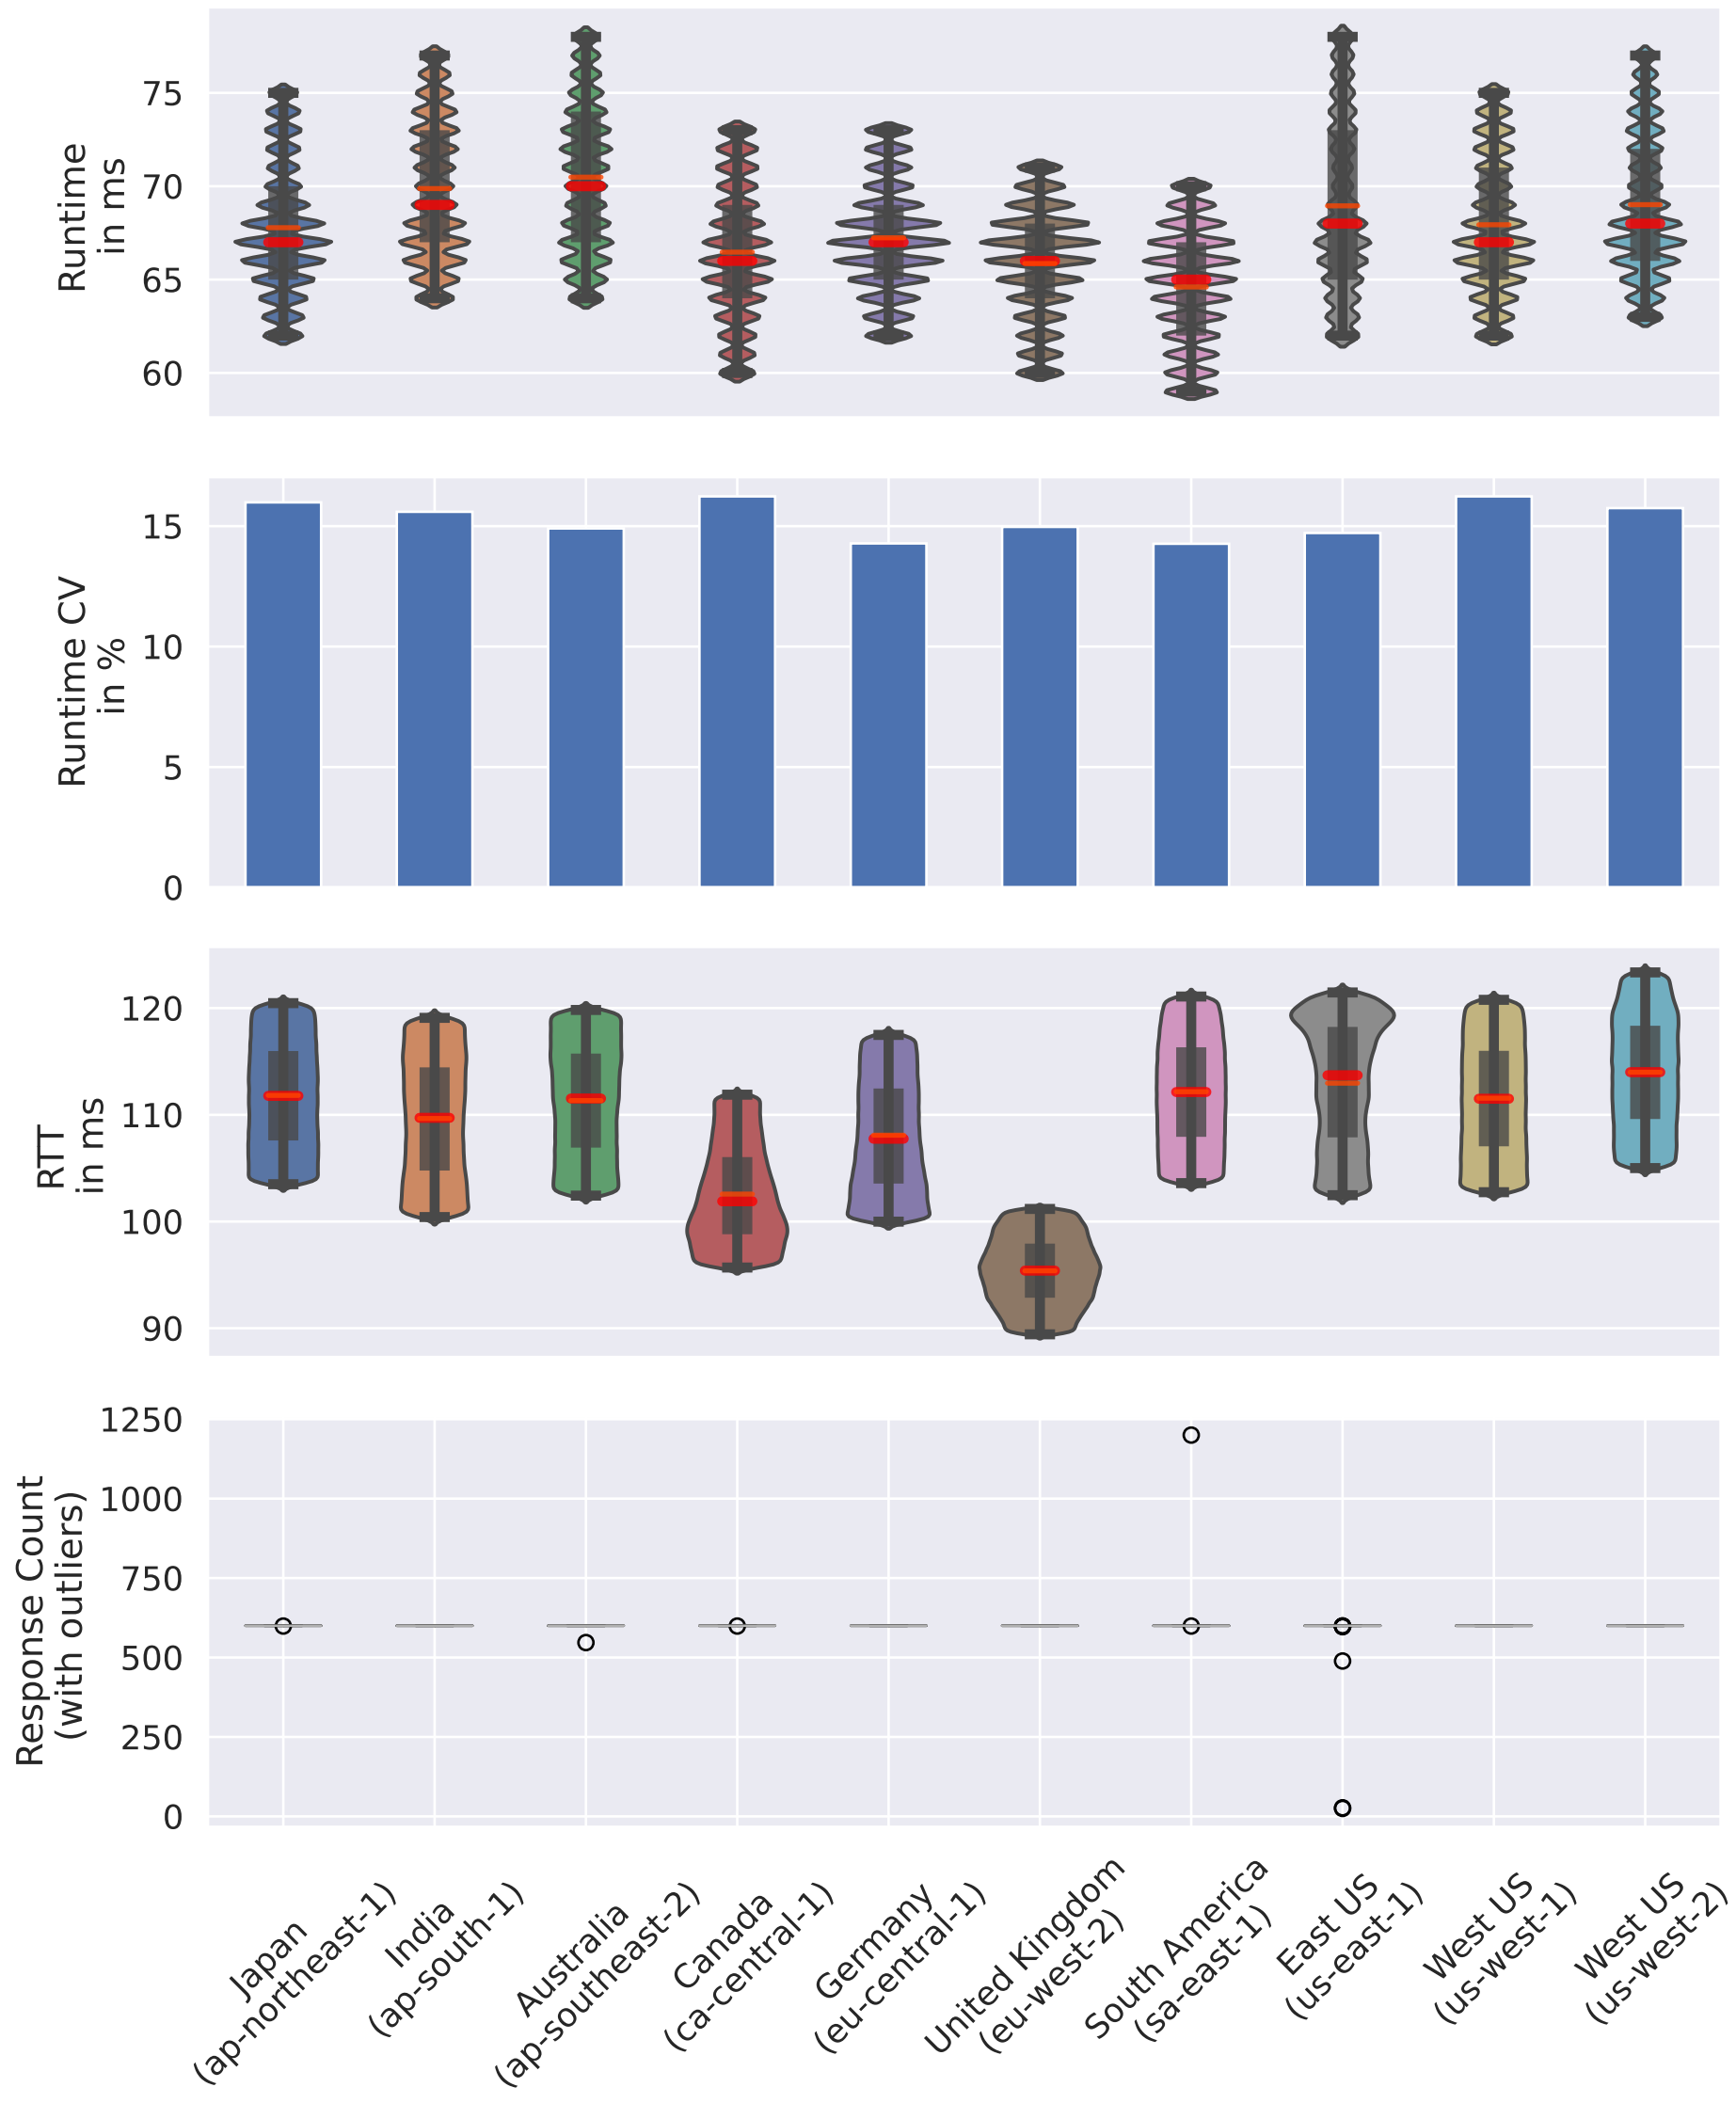 75
70
65
60
Runtime
in ms
15
10
5
0
Runtime CV
in %
120
110
100
90
RTT
in ms
1250
1000
750
500
250
0
Response Count
(with outliers)
Japan
(ap-northeast-1)
India
(ap-south-1)
Australia
(ap-southeast-2)
Canada
(ca-central-1)
Germany
(eu-central-1)
United Kingdom
(eu-west-2)
South America
(sa-east-1)
East US
(us-east-1)
West US
(us-west-1)
West US
(us-west-2)